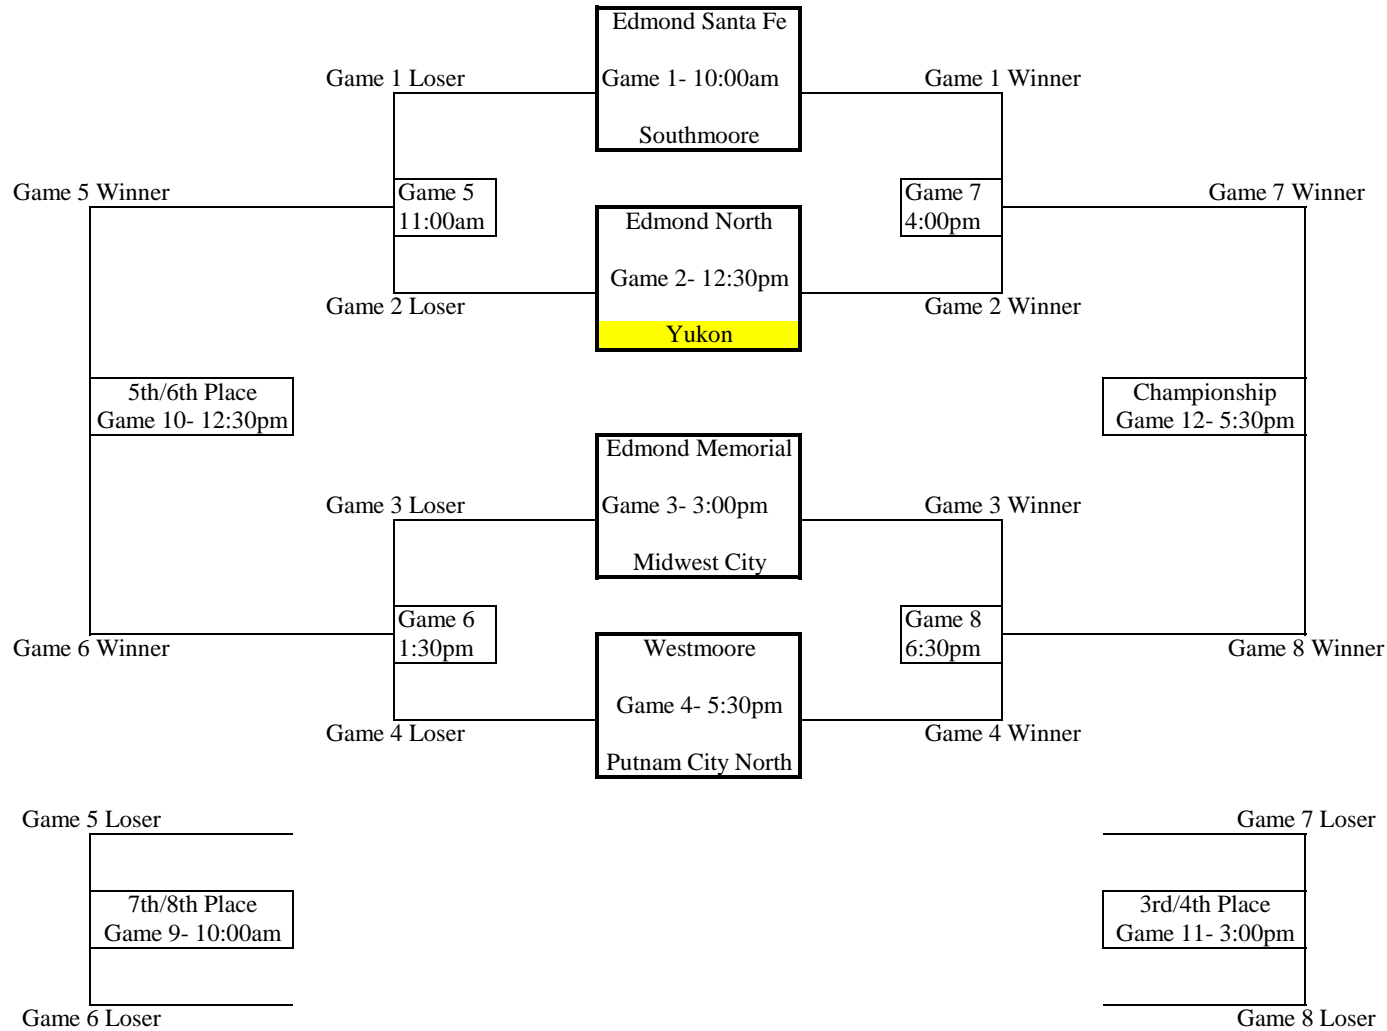 Edmond Santa Fe
Game 1 Loser
Game 1- 10:00am
Game 1 Winner
Southmoore
Game 5 Winner
Game 5
11:00am
Game 7
4:00pm
Game 7 Winner
Edmond North
Game 2- 12:30pm
Game 2 Loser
Game 2 Winner
Yukon
5th/6th Place
Game 10- 12:30pm
Championship
Game 12- 5:30pm
Edmond Memorial
Game 3 Loser
Game 3- 3:00pm
Game 3 Winner
Midwest City
Game 6 Winner
Game 6
1:30pm
Game 8
6:30pm
Game 8 Winner
Westmoore
Game 4- 5:30pm
Game 4 Loser
Game 4 Winner
Putnam City North
Game 5 Loser
Game 7 Loser
7th/8th Place
Game 9- 10:00am
3rd/4th Place
Game 11- 3:00pm
Game 6 Loser
Game 8 Loser